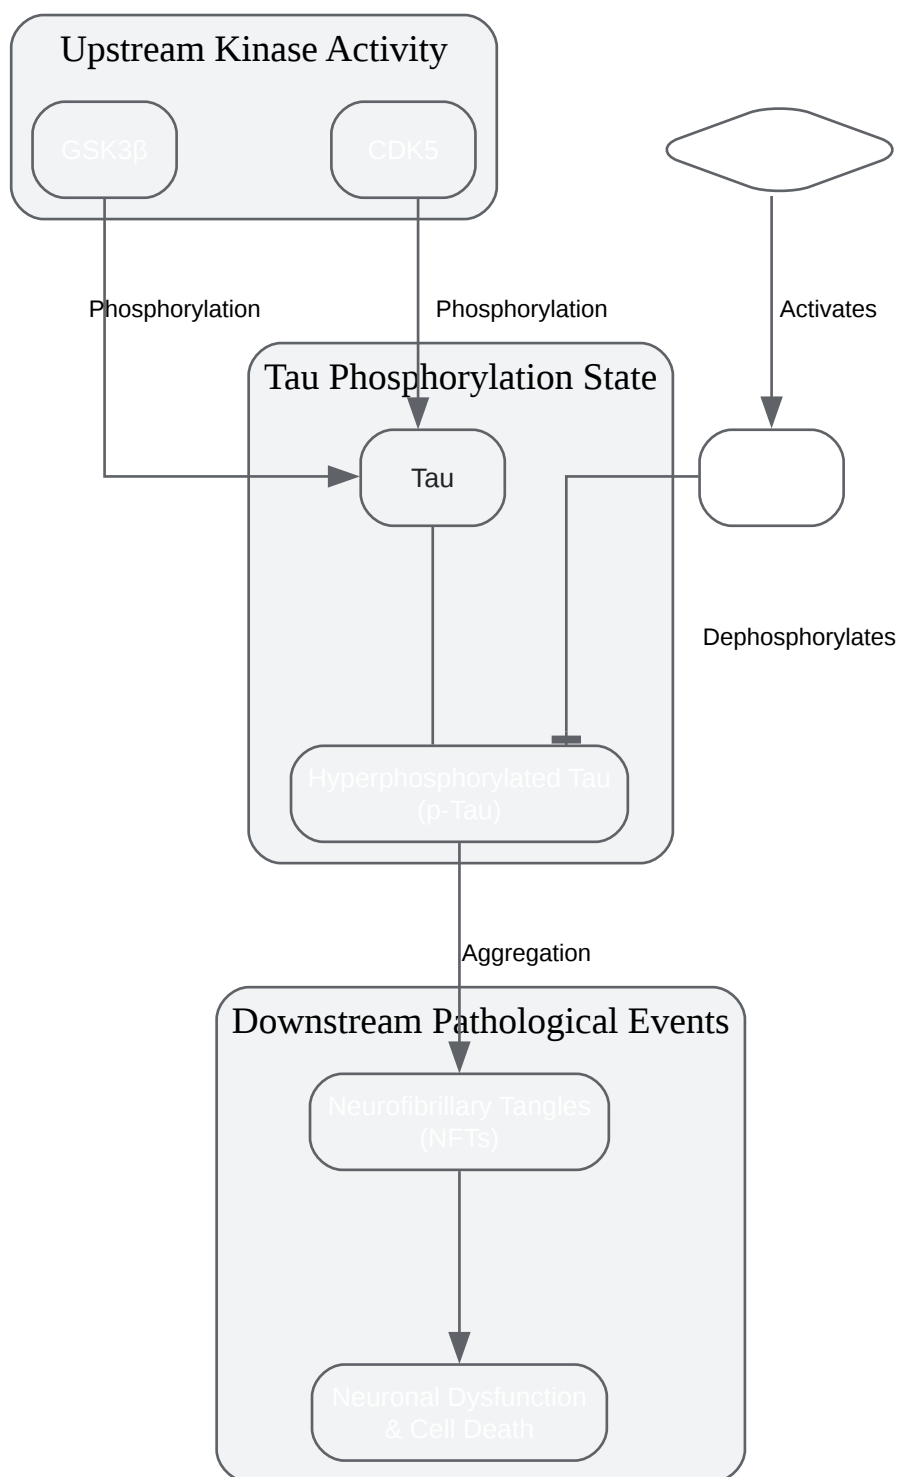 Upstream Kinase Activity
GSK3β
CDK5
Phosphorylation
Phosphorylation
Activates
Tau Phosphorylation State
Tau
Dephosphorylates
Hyperphosphorylated Tau
(p-Tau)
Aggregation
Downstream Pathological Events
Neurofibrillary Tangles
(NFTs)
Neuronal Dysfunction
& Cell Death